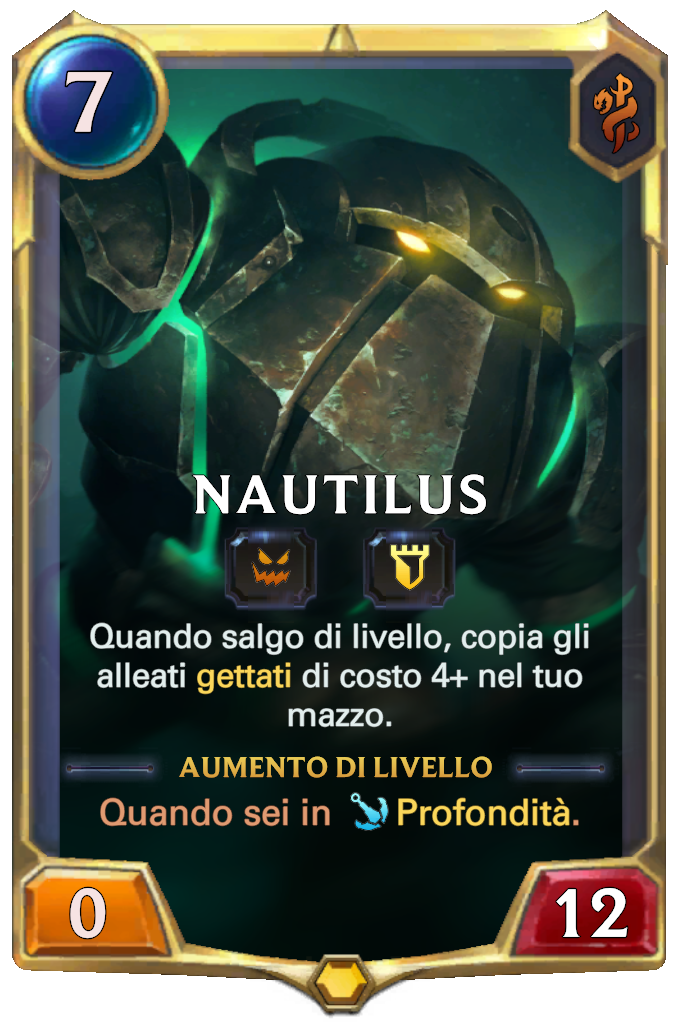 7
NAUTILUS
Quando salgo di livello, copia gli
alleati gettati di costo 4+ nel tuo
mazzo.
AUMENTO DI LIVELLO
Quando sei in Profondità.
0
12